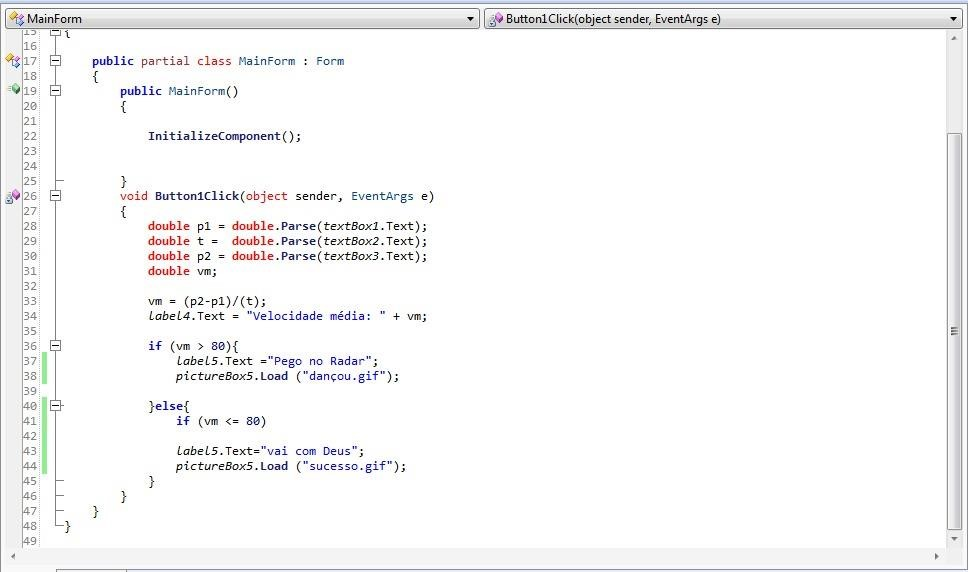 MainForm
Button1Click(object sender, EventArgs e)
15 {
16
17 public partial class MainForm : Form
18 {
19 public MainForm()
20 {
21
22 InitializeComponent();
23
24
25 }
26 void Button1Click(object sender, EventArgs e)
27 {
28 double p1 = double.Parse(textBox1.Text);
29 double t =  double.Parse(textBox2.Text);
30 double p2 = double.Parse(textBox3.Text);
31 double vm;
32
33 vm = (p2-p1)/(t);
34 label4.Text = "Velocidade média: " + vm;
35
36 if (vm > 80){
37 label5.Text ="Pego no Radar";
38 pictureBox5.Load ("dançou.gif");
39
40 }else{
41 if (vm <= 80)
42
43 label5.Text="vai com Deus";
44 pictureBox5.Load ("sucesso.gif");
45 }
46 }
47 }
48 }
49